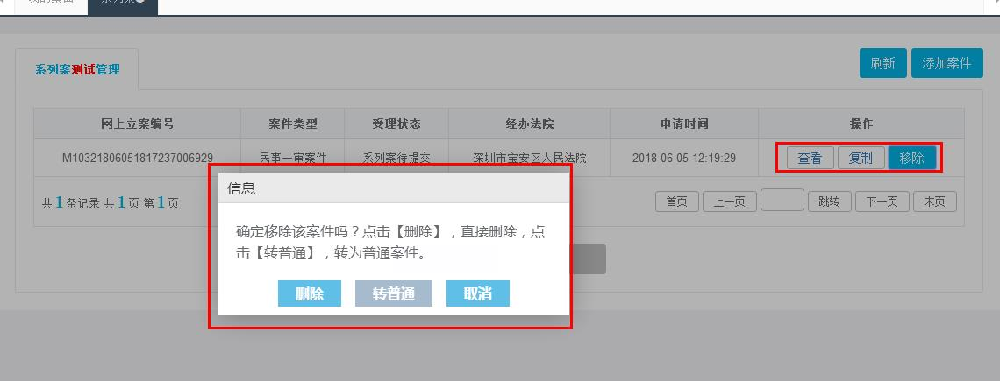 系列案测试管理
刷新 添加案件
网上立案编号 案件类型 受理状态 经办法院 申请时间 操作
M10321806051817237006929 民事一审案件 系列案待提交 深圳市宝安区人民法院 2018-06-05 12:19:29 查看 复制 移除
共 1 条记录 共 1 页 第 1 页 首页 上一页 跳转 下一页 末页
信息
确定移除该案件吗？点击【删除】，直接删除，点
击【转普通】，转为普通案件。
删除 转普通 取消